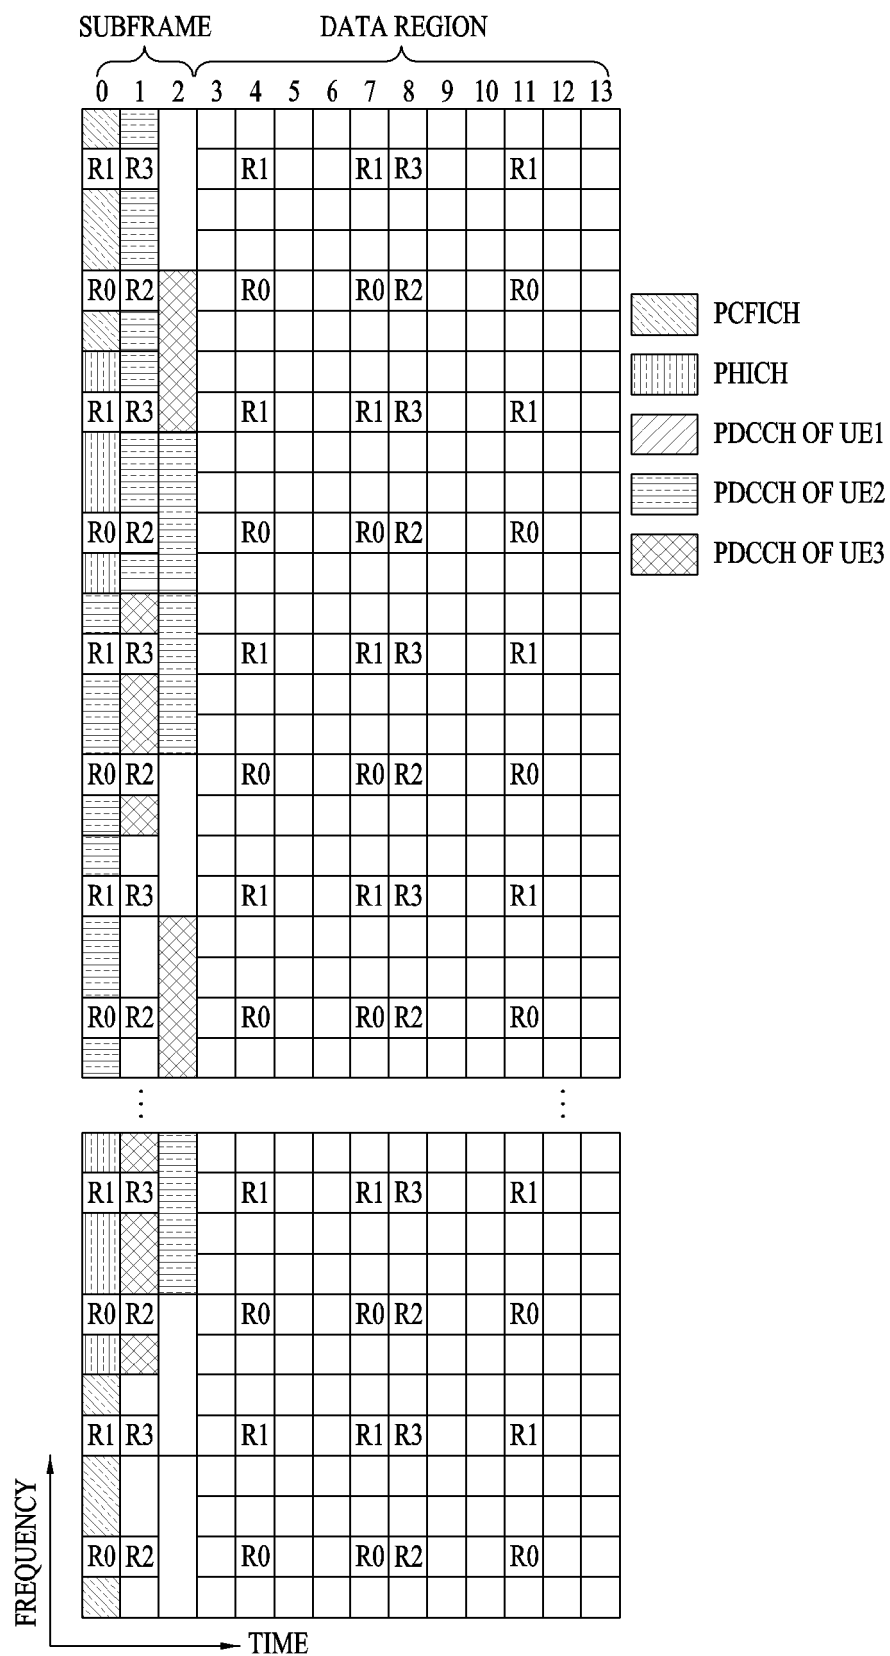 SUBFRAME DATA REGION
0 1 2 3 4 5 6 7 8 9 10 11 12 13
R1 R3 R1 R1 R3 R1
R0 R2 R0 R0 R2 R0
PCFICH
PHICH
R1 R3 R1 R1 R3 R1
PDCCH OF UE1
PDCCH OF UE2
R0 R2 R0 R0 R2 R0
PDCCH OF UE3
R1 R3 R1 R1 R3 R1
R0 R2 R0 R0 R2 R0
R1 R3 R1 R1 R3 R1
R0 R2 R0 R0 R2 R0
R1 R3 R1 R1 R3 R1
R0 R2 R0 R0 R2 R0
R1 R3 R1 R1 R3 R1
R0 R2 R0 R0 R2 R0
FREQUENCY
TIME